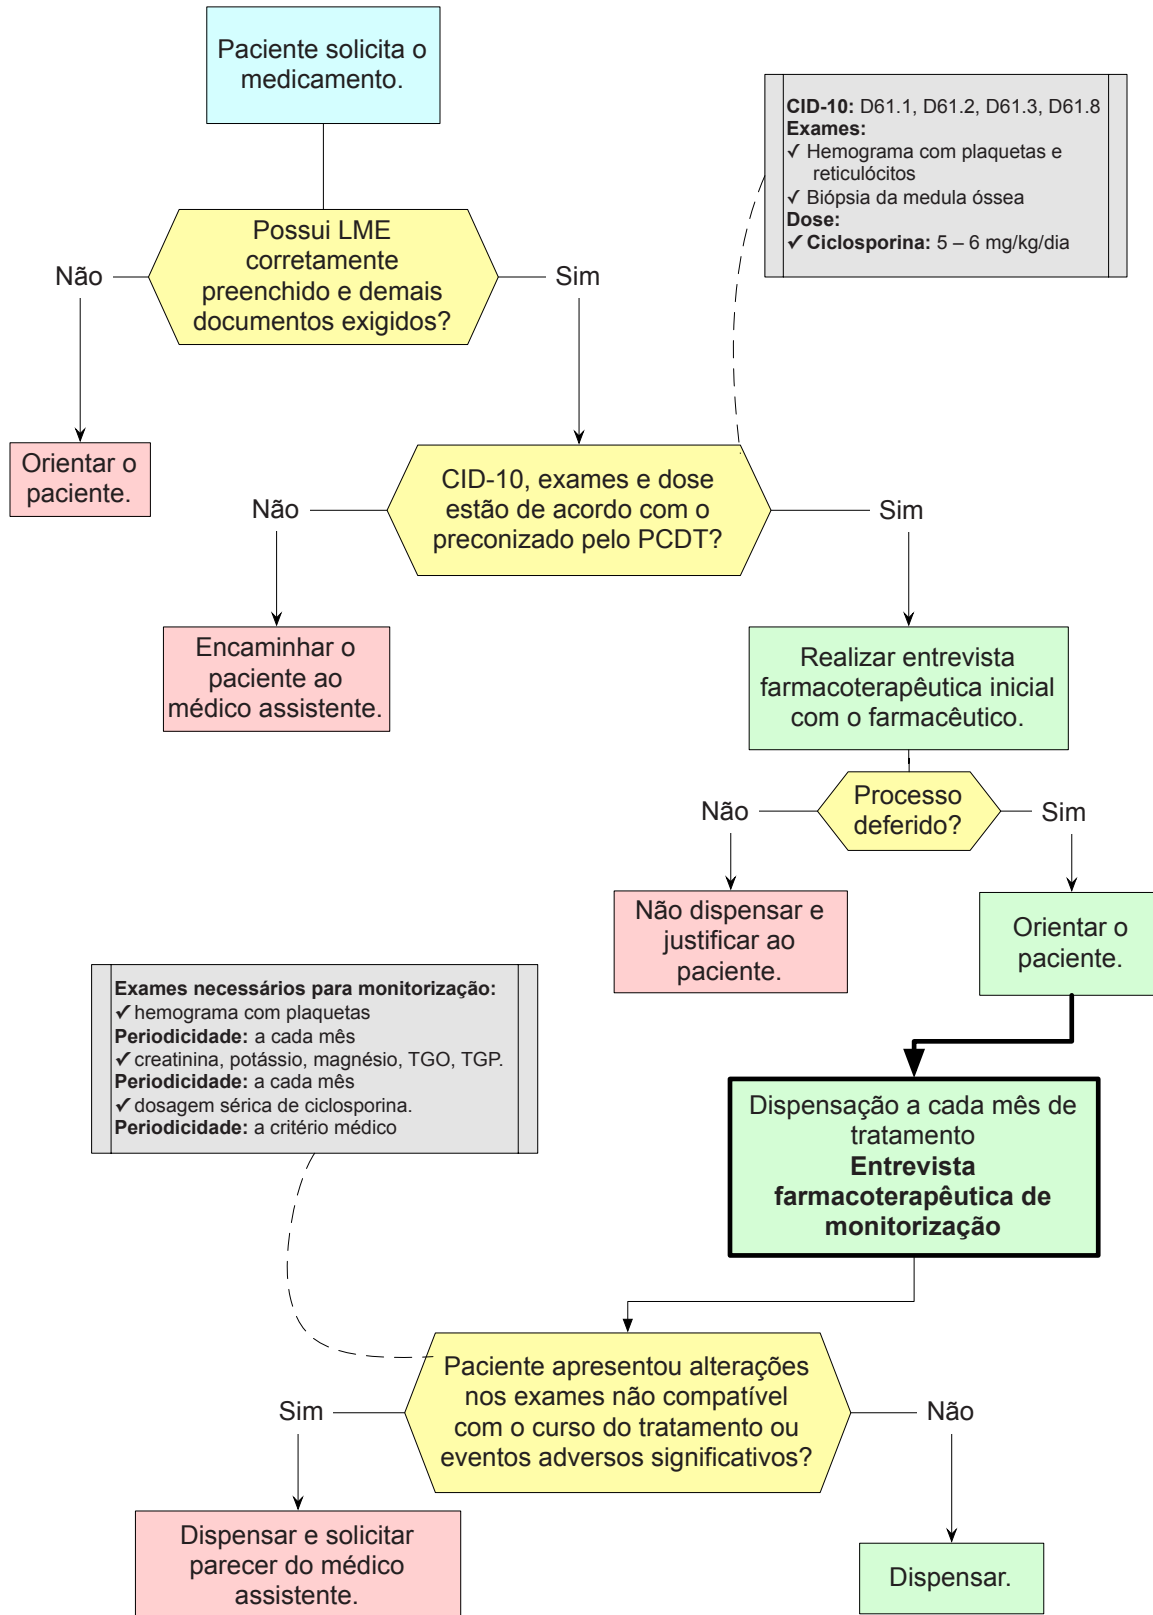 Paciente solicita o
medicamento.
CID-10: D61.1, D61.2, D61.3, D61.8
Exames:
✓ Hemograma com plaquetas e
reticulócitos
✓ Biópsia da medula óssea
Dose:
✓ Ciclosporina: 5 – 6 mg/kg/dia
Possui LME
corretamente
preenchido e demais
documentos exigidos?
Não
Sim
Orientar o
paciente.
CID-10, exames e dose
estão de acordo com o
preconizado pelo PCDT?
Não
Sim
Encaminhar o
paciente ao
médico assistente.
Realizar entrevista
farmacoterapêutica inicial
com o farmacêutico.
Processo
deferido?
Não
Sim
Não dispensar e
justificar ao
paciente.
Orientar o
paciente.
Exames necessários para monitorização:
✓ hemograma com plaquetas
Periodicidade: a cada mês
✓ creatinina, potássio, magnésio, TGO, TGP.
Periodicidade: a cada mês
✓ dosagem sérica de ciclosporina.
Periodicidade: a critério médico
Dispensação a cada mês de
tratamento
Entrevista
farmacoterapêutica de
monitorização
Paciente apresentou alterações
nos exames não compatível
com o curso do tratamento ou
eventos adversos significativos?
Sim
Não
Dispensar e solicitar
parecer do médico
assistente.
Dispensar.